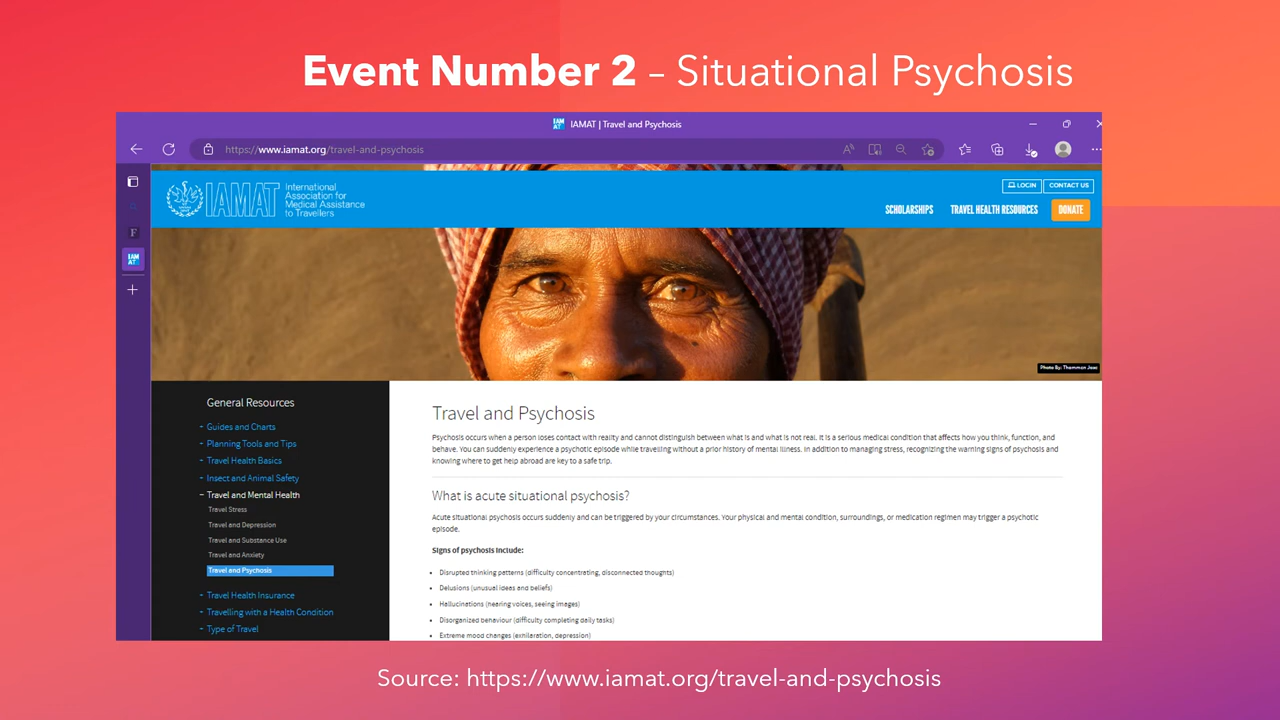 Event Number 2 – Situational Psychosis
IAMAT | Travel and Psychosis
https://www.iamat.org/travel-and-psychosis
IAMAT
International
Association for
Medical Assistance
to Travellers
LOGIN
CONTACT US
SCHOLARSHIPS
TRAVEL HEALTH RESOURCES
DONATE
F
IAM
AT
General Resources
- Guides and Charts
- Planning Tools and Tips
- Travel Health Basics
- Insect and Animal Safety
- Travel and Mental Health
Travel Stress
Travel and Depression
Travel and Substance Use
Travel and Anxiety
Travel and Psychosis
- Travel Health Insurance
- Travelling with a Health Condition
- Type of Travel
Travel and Psychosis
Psychosis occurs when a person loses contact with reality and cannot distinguish between what is and what is not real. It is a serious medical condition that affects how you think, function, and
behave. You can suddenly experience a psychotic episode while travelling without a prior history of mental illness. In addition to managing stress, recognizing the warning signs of psychosis and
knowing where to get help abroad are key to a safe trip.
What is acute situational psychosis?
Acute situational psychosis occurs suddenly and can be triggered by your circumstances. Your physical and mental condition, surroundings, or medication regimen may trigger a psychotic
episode.
Signs of psychosis include:
• Disrupted thinking patterns (difficulty concentrating, disconnected thoughts)
• Delusions (unusual ideas and beliefs)
• Hallucinations (hearing voices, seeing images)
• Disorganized behaviour (difficulty completing daily tasks)
• Extreme mood changes (exhilaration, depression)
Source: https://www.iamat.org/travel-and-psychosis